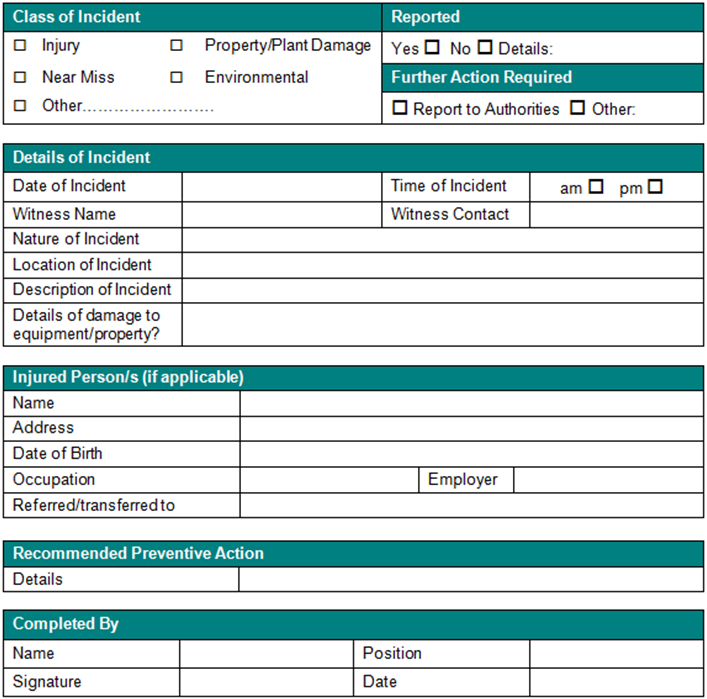 Class of Incident
Reported
Injury
Property/Plant Damage
Yes ☐ No ☐ Details:
Near Miss
Environmental
Further Action Required
Other…………………….
☐ Report to Authorities ☐ Other:
Details of Incident
Date of Incident
Time of Incident
am ☐ pm ☐
Witness Name
Witness Contact
Nature of Incident
Location of Incident
Description of Incident
Details of damage to
equipment/property?
Injured Person/s (if applicable)
Name
Address
Date of Birth
Occupation
Employer
Referred/transferred to
Recommended Preventive Action
Details
Completed By
Name
Position
Signature
Date